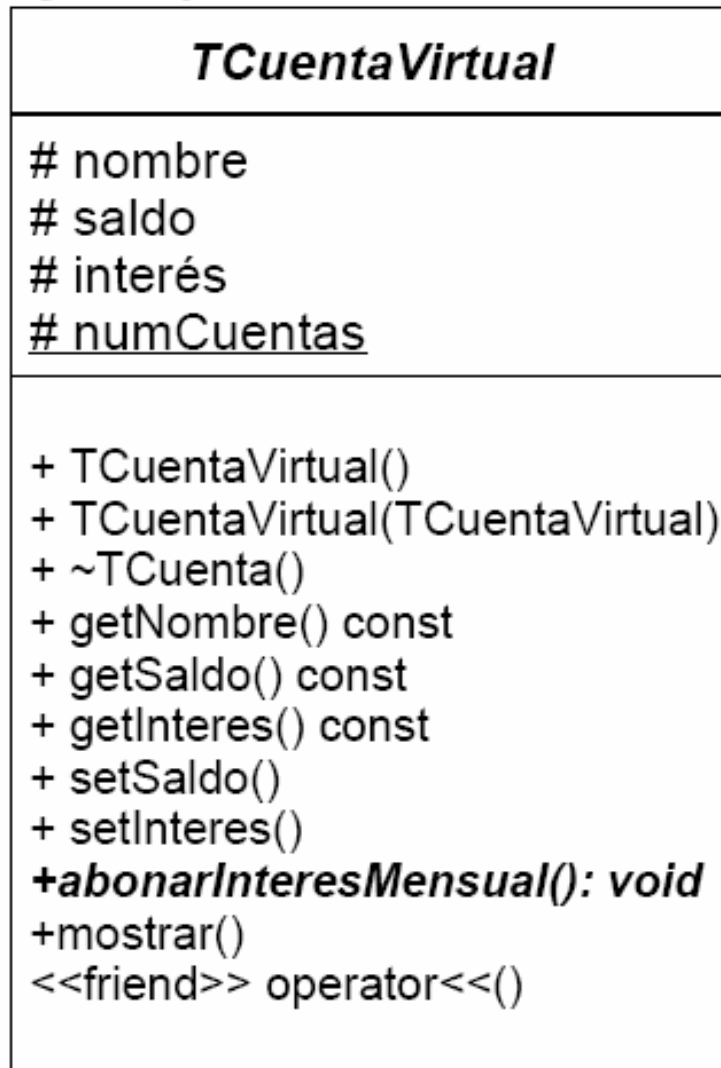 TCuentaVirtual
# nombre
# saldo
# interés
# numCuentas
+ TCuentaVirtual()
+ TCuentaVirtual(TCuentaVirtual)
+ ~TCuenta()
+ getNombre() const
+ getSaldo() const
+ getInteres() const
+ setSaldo()
+ setInteres()
+abonarInteresMensual(): void
+mostrar()
<<friend>> operator<<()